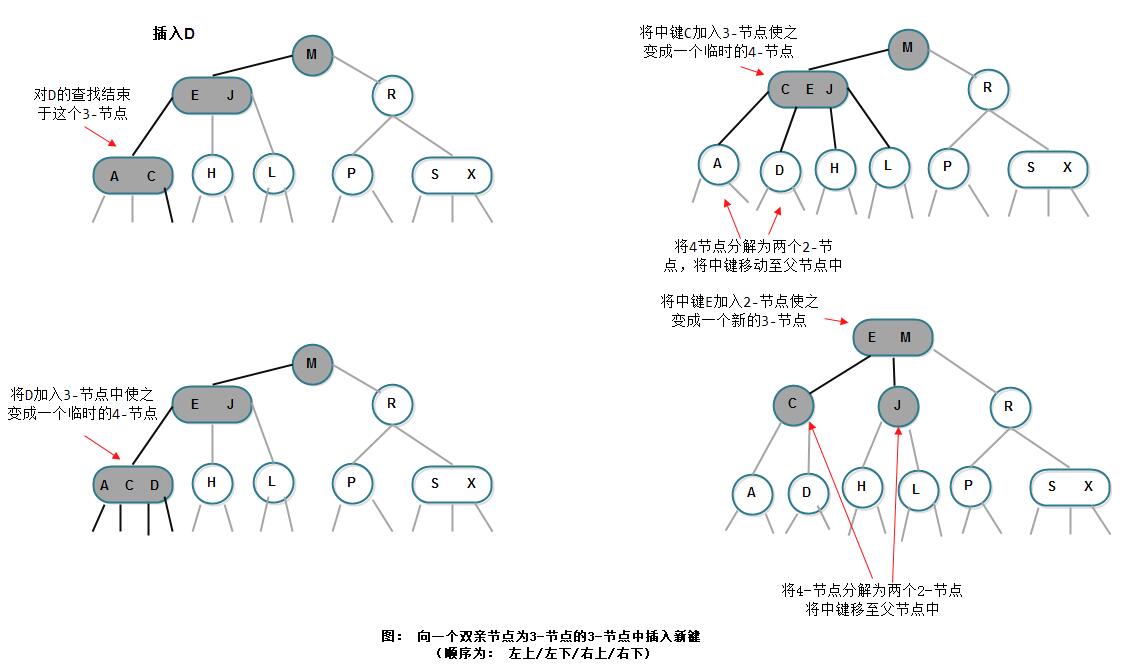 插入D
M
对D的查找结束
于这个3-节点
E J
R
A C
H
L
P
S X
将D加入3-节点中使之
变成一个临时的4-节点
M
E J
R
A C D
H
L
P
S X
将中键C加入3-节点使之
变成一个临时的4-节点
M
C E J
R
A
D
H
L
P
S X
将4节点分解为两个2-节
点，将中键移动至父节点中
将中键E加入2-节点使之
变成一个新的3-节点
E M
C
J
R
A
D
H
L
P
S X
将4-节点分解为两个2-节点
将中键移至父节点中
图： 向一个双亲节点为3-节点的3-节点中插入新键
(顺序为： 左上/左下/右上/右下)